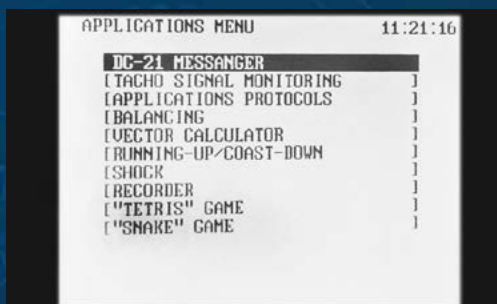 APPLICATIONS MENU 11:21:16
DC-21 MESSANGER
[TACHO SIGNAL MONITORING ]
[APPLICATIONS PROTOCOLS ]
[BALANCING ]
[VECTOR CALCULATOR ]
[RUNNING-UP/COAST-DOWN ]
[SHOCK ]
[RECORDER ]
["TETRIS" GAME ]
["SNAKE" GAME ]